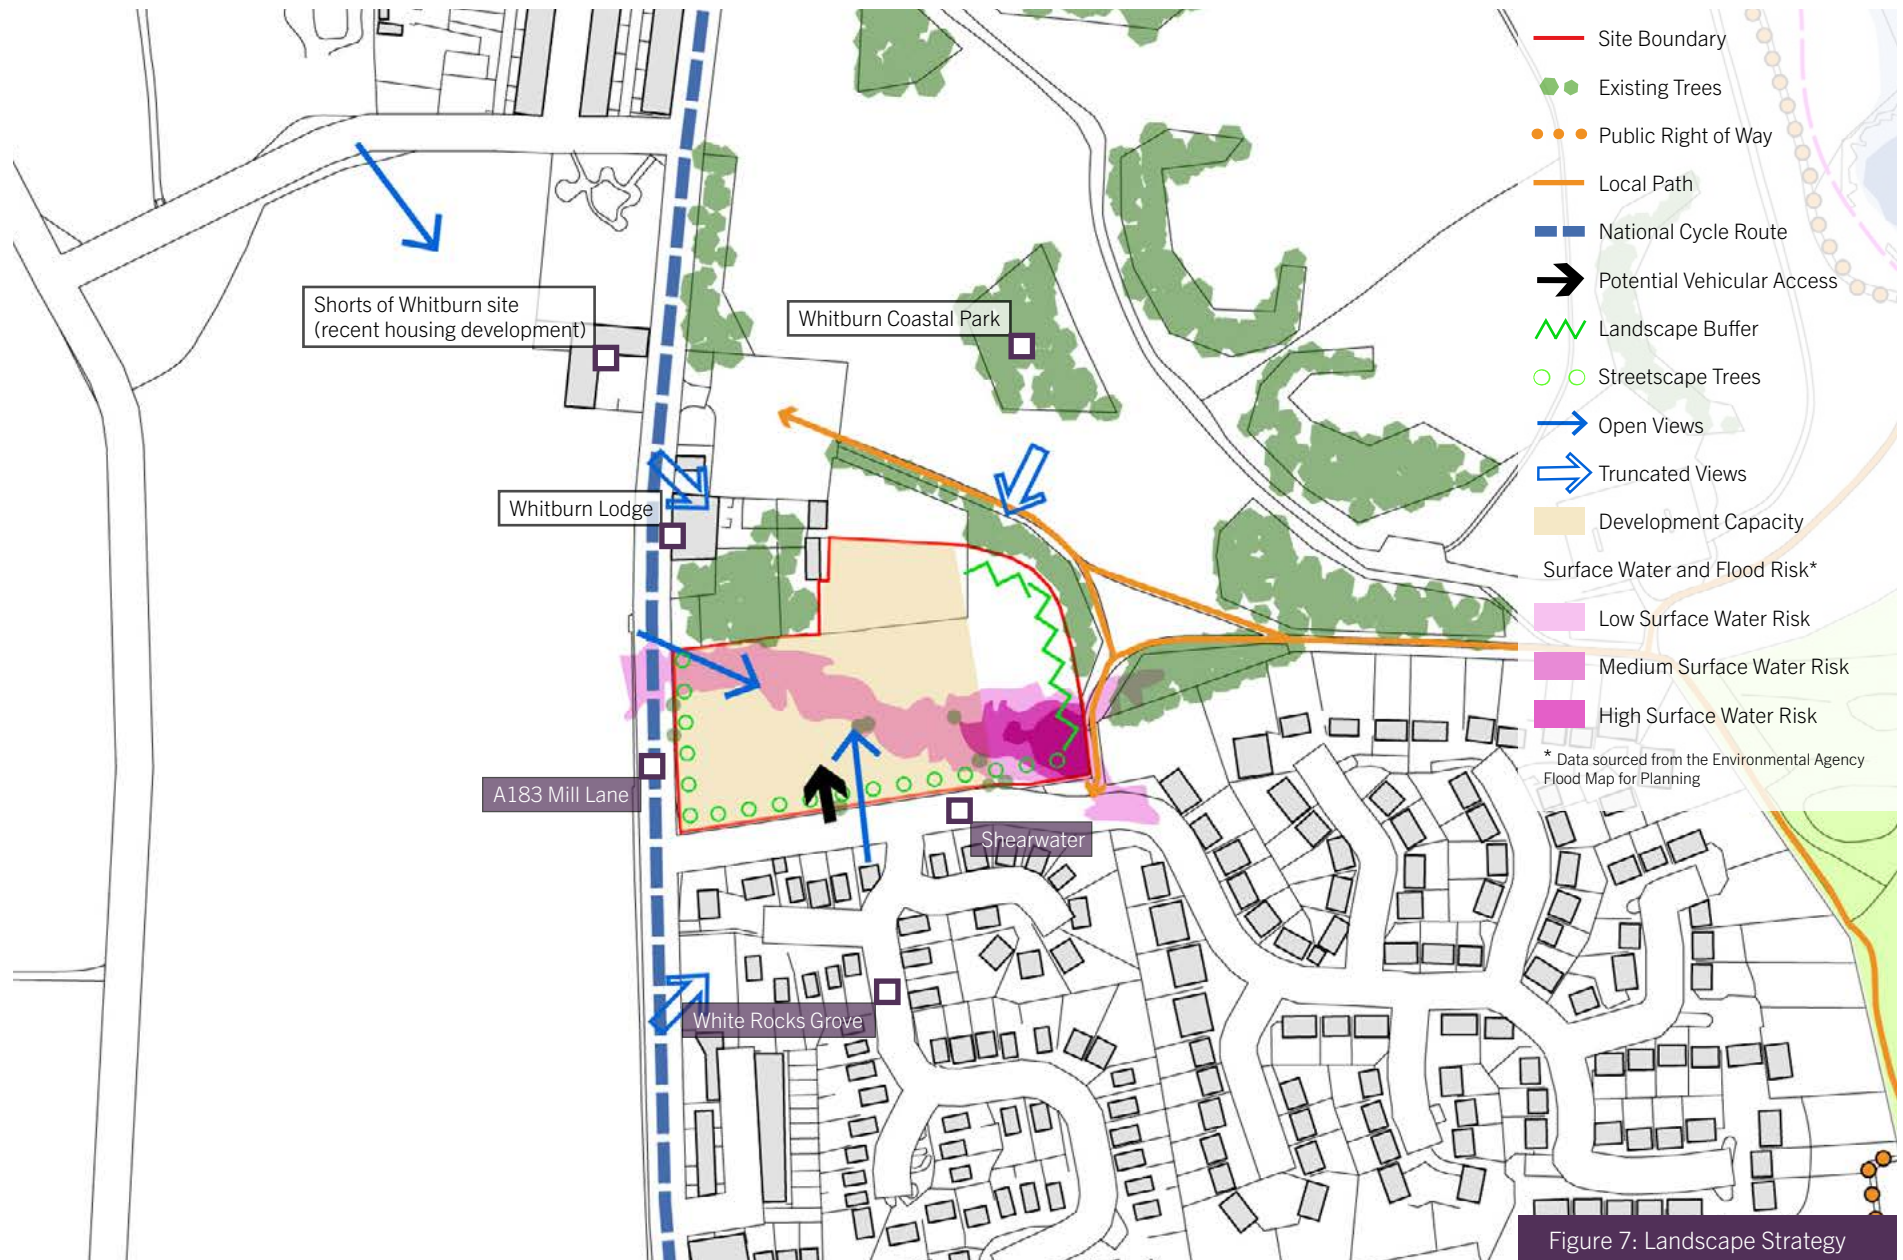 Site Boundary
Existing Trees
Public Right of Way
Local Path
National Cycle Route
Potential Vehicular Access
Landscape Buffer
Streetscape Trees
Open Views
Truncated Views
Development Capacity
Surface Water and Flood Risk*
Low Surface Water Risk
Medium Surface Water Risk
High Surface Water Risk
* Data sourced from the Environmental Agency
Flood Map for Planning
Shorts of Whitburn site
(recent housing development)
Whitburn Coastal Park
Whitburn Lodge
A183 Mill Lane
Shearwater
White Rocks Grove
Figure 7: Landscape Strategy